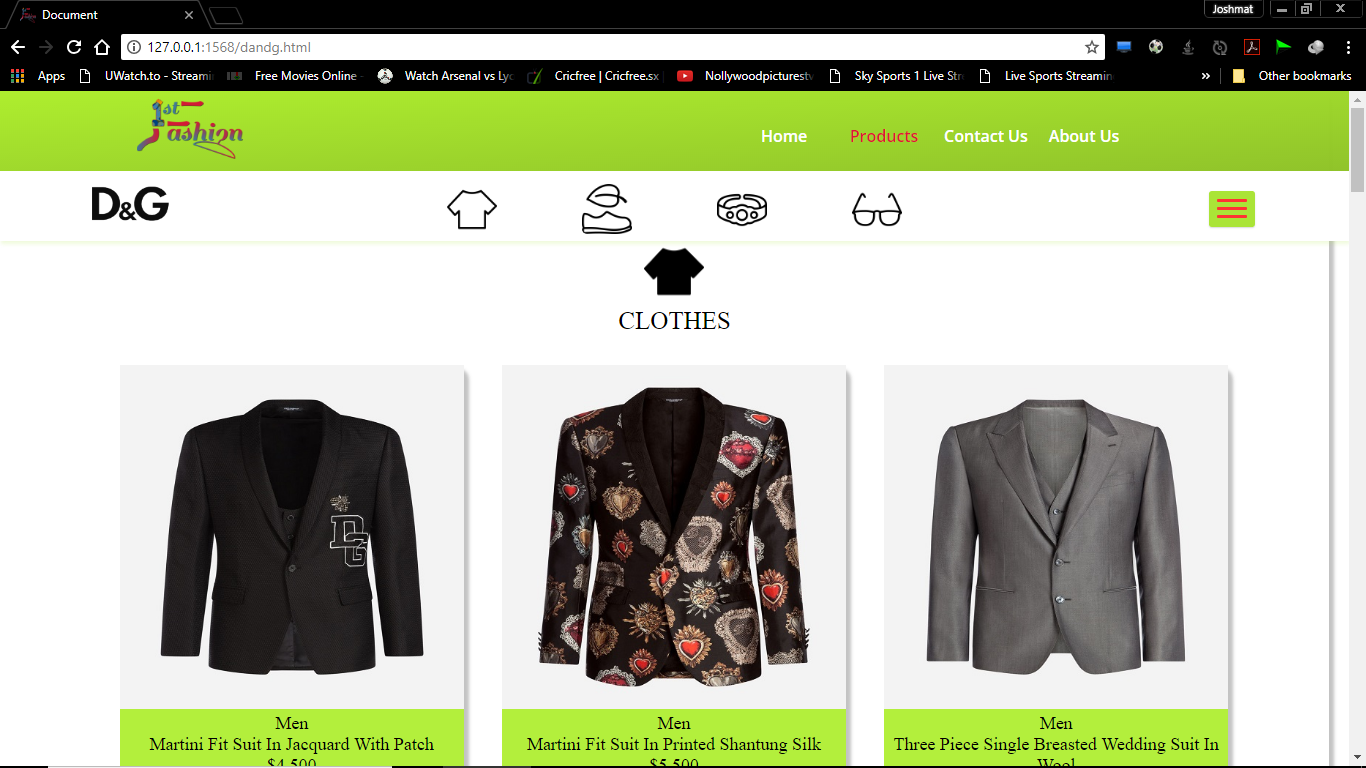 Document
Joshmat
127.0.0.1:1568/dandg.html
Apps
UWatch.to - Streami
Free Movies Online -
Watch Arsenal vs Lyc
Cricfree | Cricfree.sx
Nollywoodpicturestv
Sky Sports 1 Live Stre
Live Sports Streamin
»
Other bookmarks
1st Fashion
Home
Products
Contact Us
About Us
D&G
CLOTHES
DG
Men
Martini Fit Suit In Jacquard With Patch
$4,500
Men
Martini Fit Suit In Printed Shantung Silk
$5,500
Men
Three Piece Single Breasted Wedding Suit In
Wool